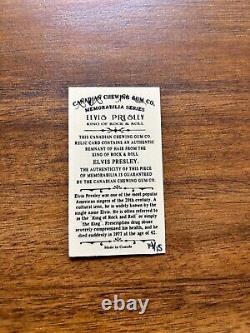 CANADIAN CHEWING GUM CO.
MEMORABILIA SERIES
ELVIS PRESLEY
KING OF ROCK & ROLL
THIS CANADIAN CHEWING GUM CO.
RELIC CARD CONTAINS AN AUTHENTIC
REMNANT OF HAIR FROM THE
KING OF ROCK & ROLL
ELVIS PRESLEY.
THE AUTHENTICITY OF THIS PIECE
OF MEMORABILIA IS GUARANTEED
BY THE CANADIAN CHEWING GUM CO.
Elvis Presley was one of the most popular
American singers of the 20th century. A
cultural icon, he is widely known by the
single name Elvis. He is often referred to
as the "King of Rock and Roll" or simply
"the King". Prescription drug abuse
severely compromised his health, and he
died suddenly in 1977 at the age of 42.
Made in Canada
/15